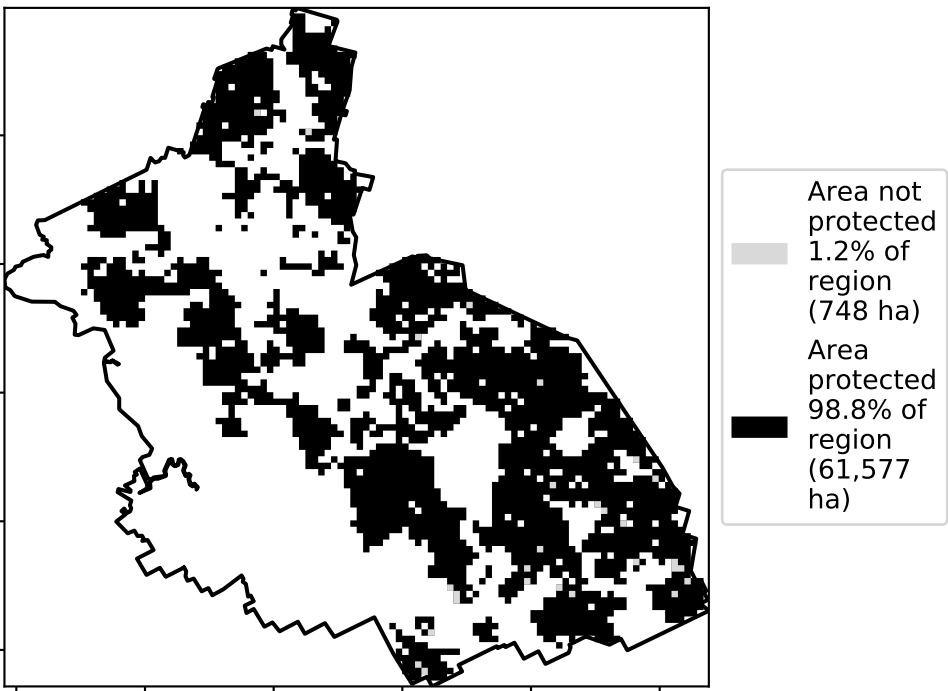 Area not
protected
1.2% of
region
(748 ha)
Area
protected
98.8% of
region
(61,577
ha)